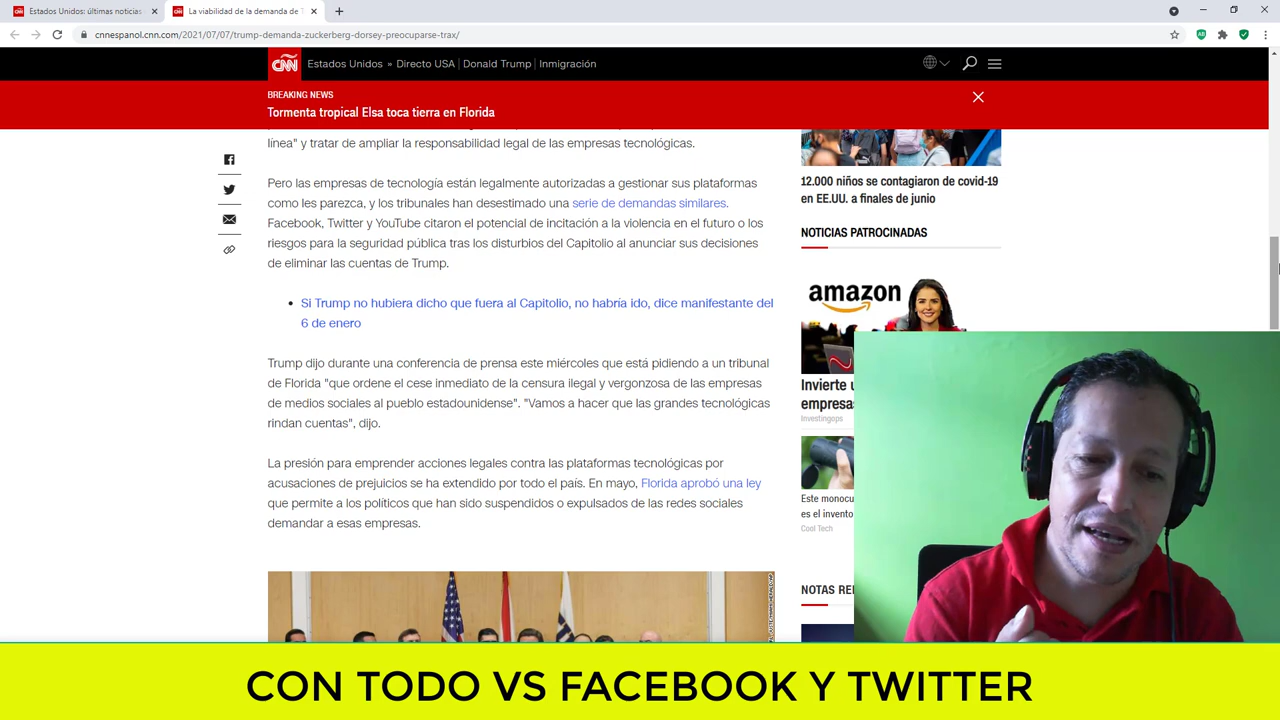 Estados Unidos: últimas noticias
La viabilidad de la demanda de T
cnnespanol.cnn.com/2021/07/07/trump-demanda-zuckerberg-dorsey-preocuparse-trax/
CNN
Estados Unidos » Directo USA | Donald Trump | Inmigración
BREAKING NEWS
Tormenta tropical Elsa toca tierra en Florida
línea" y tratar de ampliar la responsabilidad legal de las empresas tecnológicas.
Pero las empresas de tecnología están legalmente autorizadas a gestionar sus plataformas
como les parezca, y los tribunales han desestimado una serie de demandas similares.
Facebook, Twitter y YouTube citaron el potencial de incitación a la violencia en el futuro o los
riesgos para la seguridad pública tras los disturbios del Capitolio al anunciar sus decisiones
de eliminar las cuentas de Trump.
• Si Trump no hubiera dicho que fuera al Capitolio, no habría ido, dice manifestante del
6 de enero
Trump dijo durante una conferencia de prensa este miércoles que está pidiendo a un tribunal
de Florida "que ordene el cese inmediato de la censura ilegal y vergonzosa de las empresas
de medios sociales al pueblo estadounidense". "Vamos a hacer que las grandes tecnológicas
rindan cuentas", dijo.
La presión para emprender acciones legales contra las plataformas tecnológicas por
acusaciones de prejuicios se ha extendido por todo el país. En mayo, Florida aprobó una ley
que permite a los políticos que han sido suspendidos o expulsados de las redes sociales
demandar a esas empresas.
12.000 niños se contagiaron de covid-19
en EE.UU. a finales de junio
NOTICIAS PATROCINADAS
amazon
Invierte
empresas
Investingops
Este monocu
es el invento
Cool Tech
NOTAS REL
CON TODO VS FACEBOOK Y TWITTER